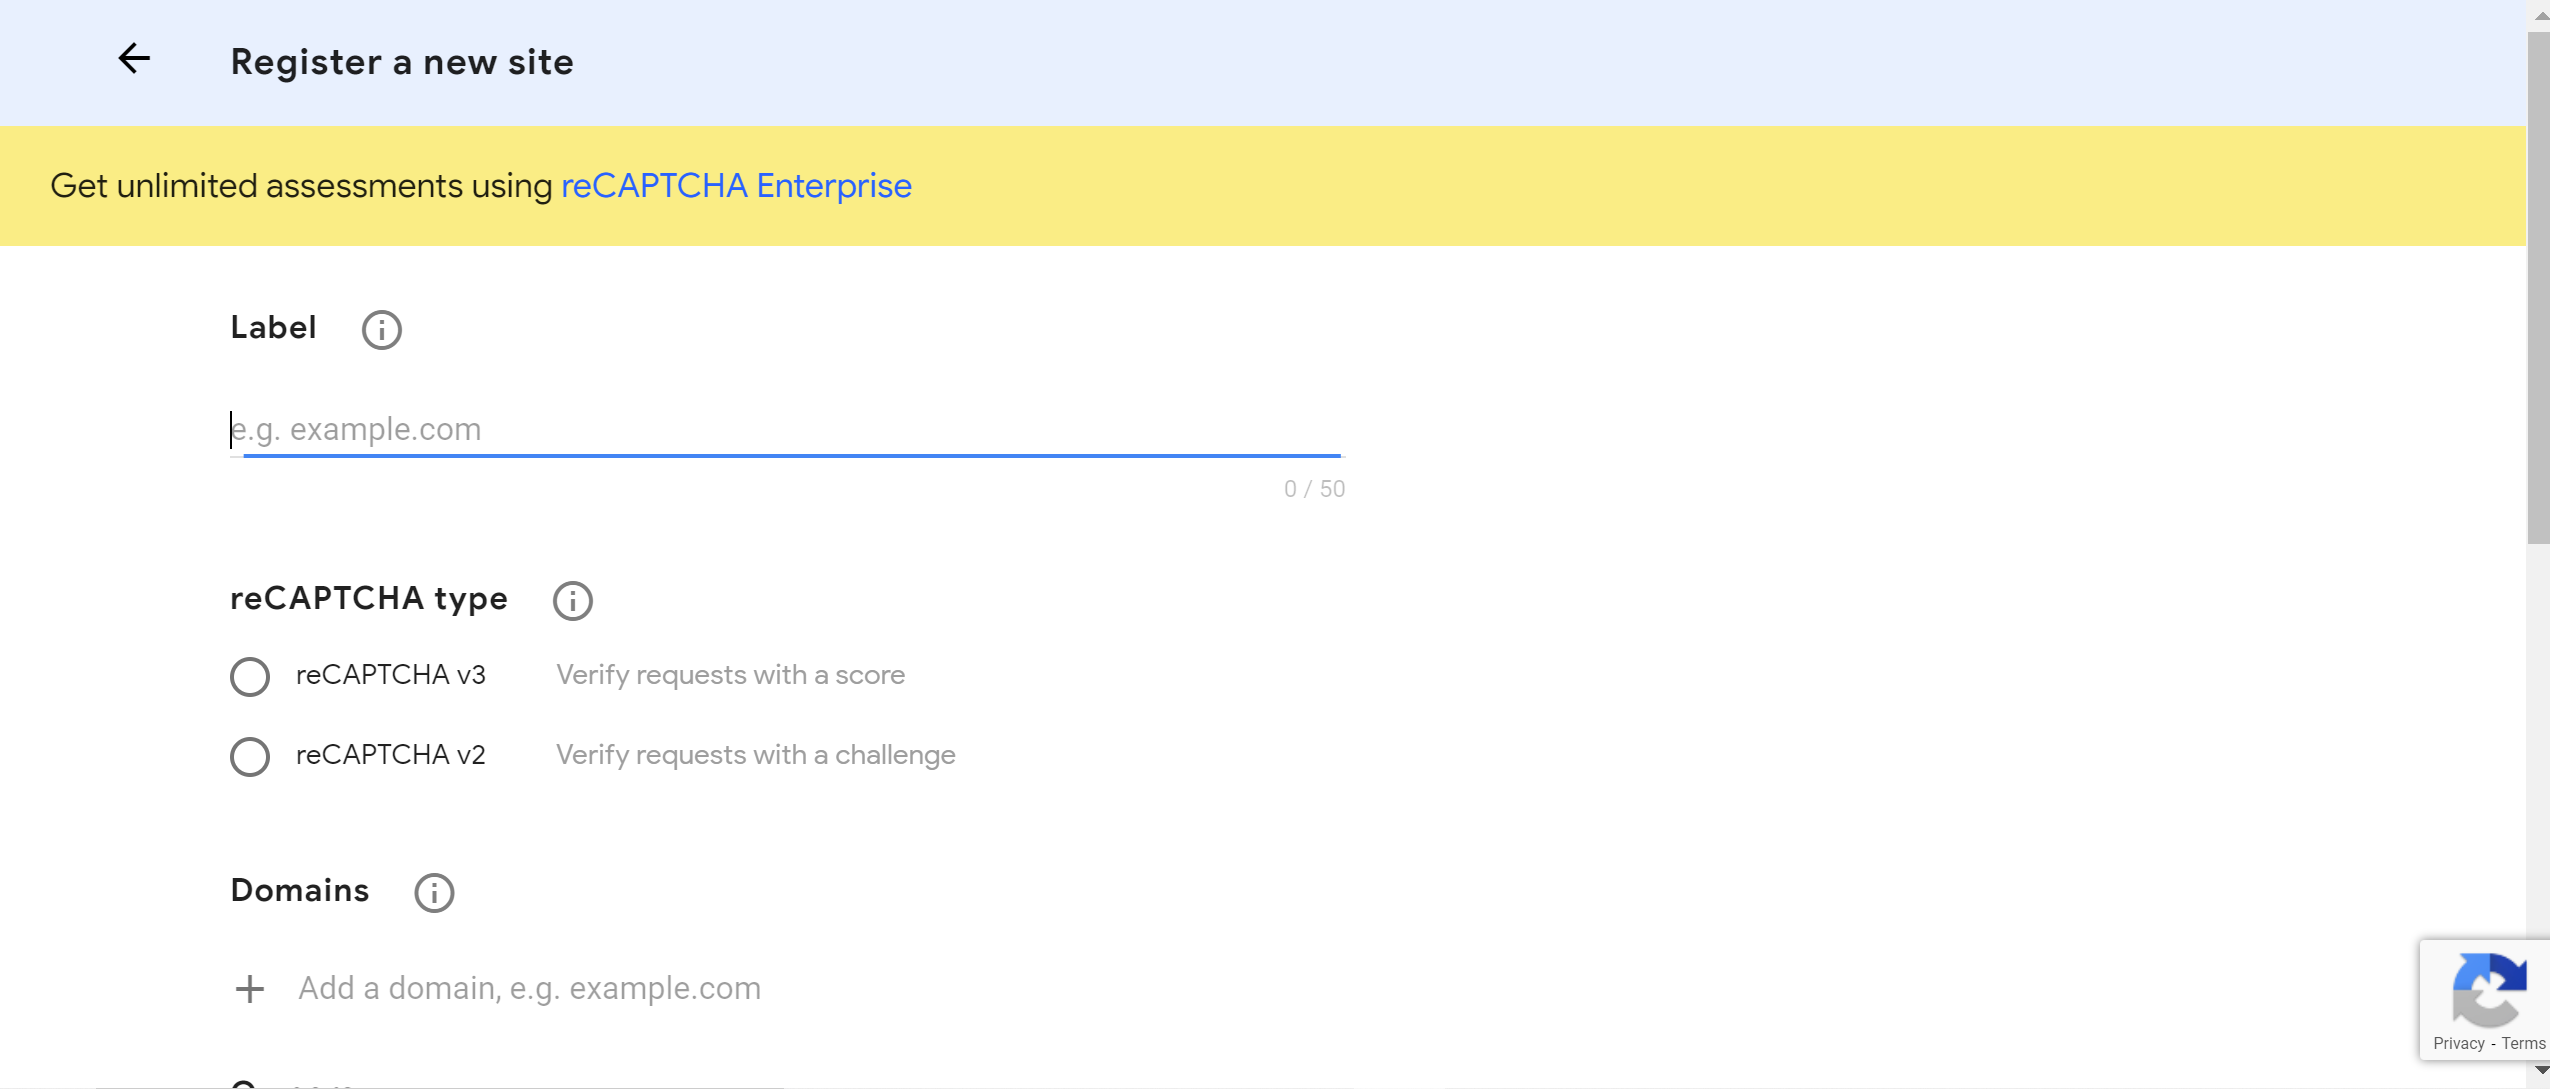 Register a new site
Get unlimited assessments using reCAPTCHA Enterprise
Label
e.g. example.com
0 / 50
reCAPTCHA type
reCAPTCHA v3 Verify requests with a score
reCAPTCHA v2 Verify requests with a challenge
Domains
Add a domain, e.g. example.com
Privacy - Terms